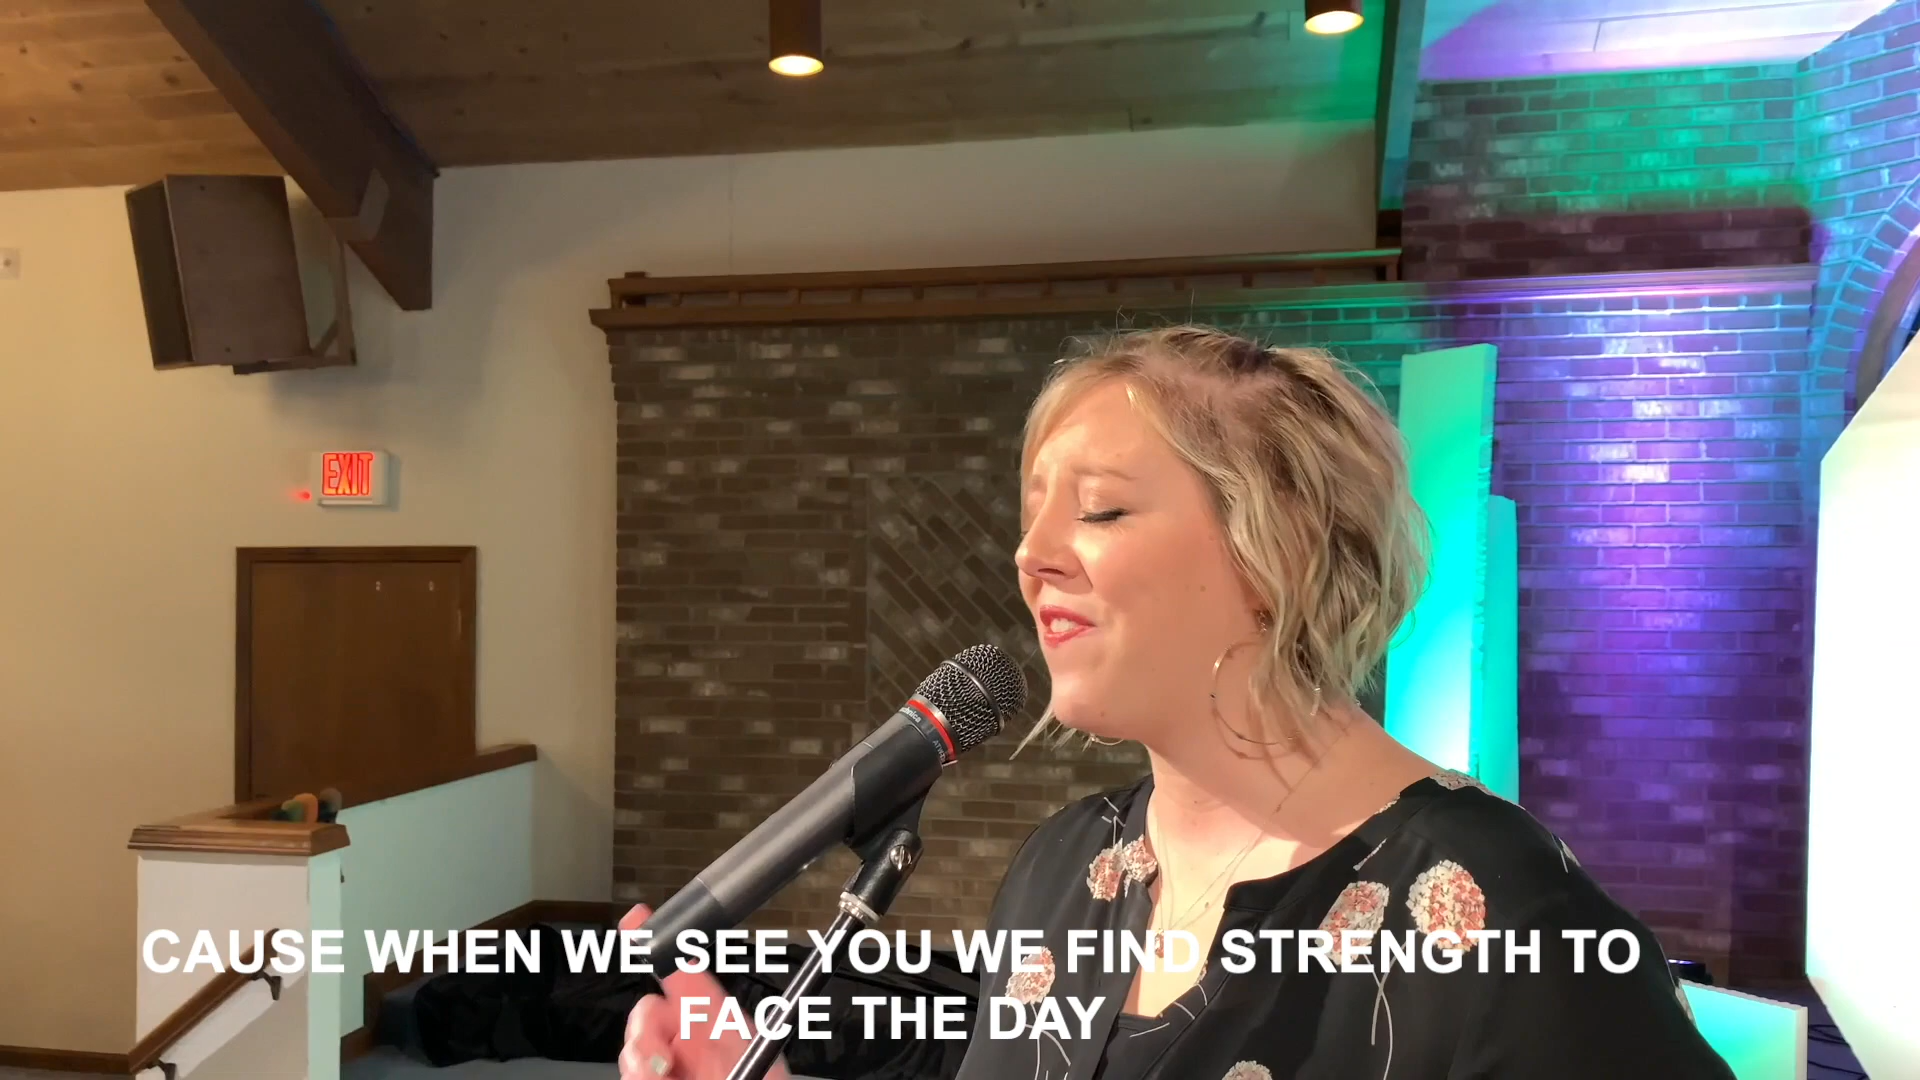 EXIT
CAUSE WHEN WE SEE YOU WE FIND STRENGTH TO
FACE THE DAY